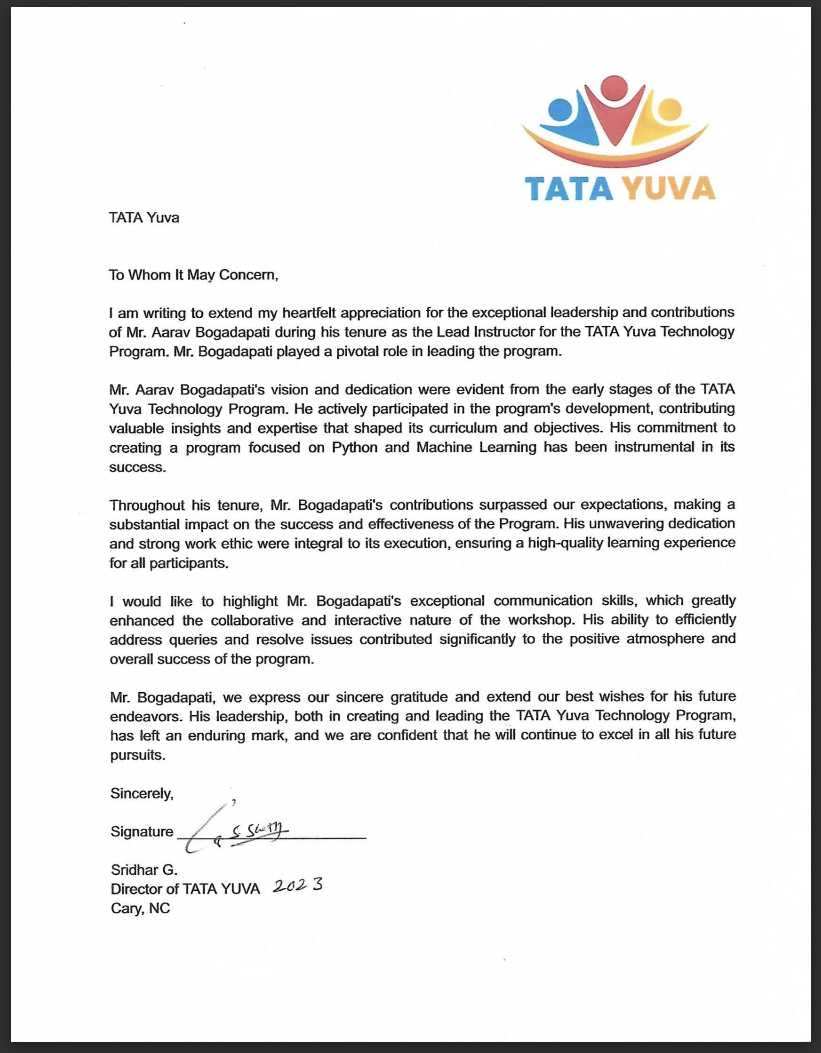 TATA YUVA
TATA Yuva
To Whom It May Concern,
I am writing to extend my heartfelt appreciation for the exceptional leadership and contributions
of Mr. Aarav Bogadapati during his tenure as the Lead Instructor for the TATA Yuva Technology
Program. Mr. Bogadapati played a pivotal role in leading the program.
Mr. Aarav Bogadapati's vision and dedication were evident from the early stages of the TATA
Yuva Technology Program. He actively participated in the program's development, contributing
valuable insights and expertise that shaped its curriculum and objectives. His commitment to
creating a program focused on Python and Machine Learning has been instrumental in its
success.
Throughout his tenure, Mr. Bogadapati's contributions surpassed our expectations, making a
substantial impact on the success and effectiveness of the Program. His unwavering dedication
and strong work ethic were integral to its execution, ensuring a high-quality learning experience
for all participants.
I would like to highlight Mr. Bogadapati's exceptional communication skills, which greatly
enhanced the collaborative and interactive nature of the workshop. His ability to efficiently
address queries and resolve issues contributed significantly to the positive atmosphere and
overall success of the program.
Mr. Bogadapati, we express our sincere gratitude and extend our best wishes for his future
endeavors. His leadership, both in creating and leading the TATA Yuva Technology Program,
has left an enduring mark, and we are confident that he will continue to excel in all his future
pursuits.
Sincerely,
Signature
Sridhar G.
Director of TATA YUVA 2023
Cary, NC